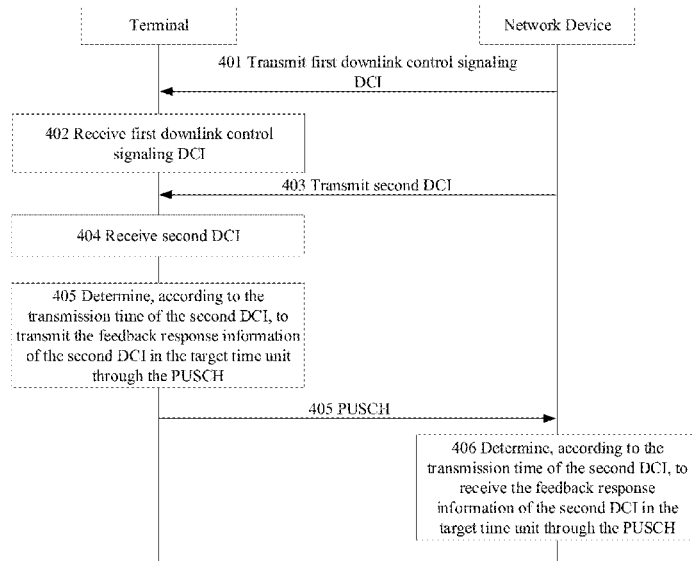 Terminal
Network Device
401 Transmit first downlink control signaling
DCI
402 Receive first downlink control
signaling DCI
403 Transmit second DCI
404 Receive second DCI
405 Determine, according to the
transmission time of the second DCI, to
transmit the feedback response information
of the second DCI in the target time unit
through the PUSCH
405 PUSCH
406 Determine, according to the
transmission time of the second DCI, to
receive the feedback response
information of the second DCI in the
target time unit through the PUSCH